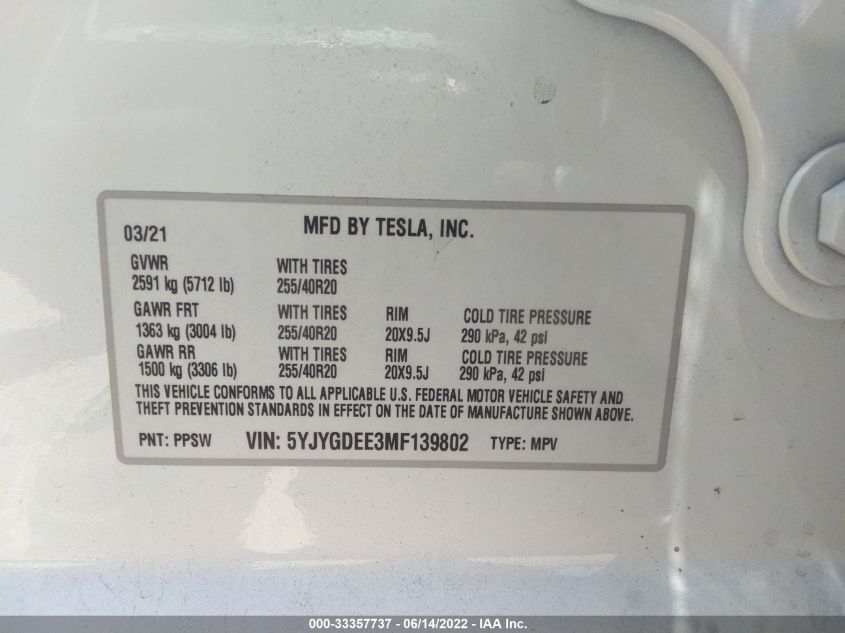 03/21 MFD BY TESLA, INC.
GVWR WITH TIRES
2591 kg (5712 lb) 255/40R20
GAWR FRT WITH TIRES RIM COLD TIRE PRESSURE
1363 kg (3004 lb) 255/40R20 20X9.5J 290 kPa, 42 psi
GAWR RR WITH TIRES RIM COLD TIRE PRESSURE
1500 kg (3306 lb) 255/40R20 20X9.5J 290 kPa, 42 psi
THIS VEHICLE CONFORMS TO ALL APPLICABLE U.S. FEDERAL MOTOR VEHICLE SAFETY AND
THEFT PREVENTION STANDARDS IN EFFECT ON THE DATE OF MANUFACTURE SHOWN ABOVE.
PNT: PPSW VIN: 5YJYGDEE3MF139802 TYPE: MPV
000-33357737 - 06/14/2022 - IAA Inc.